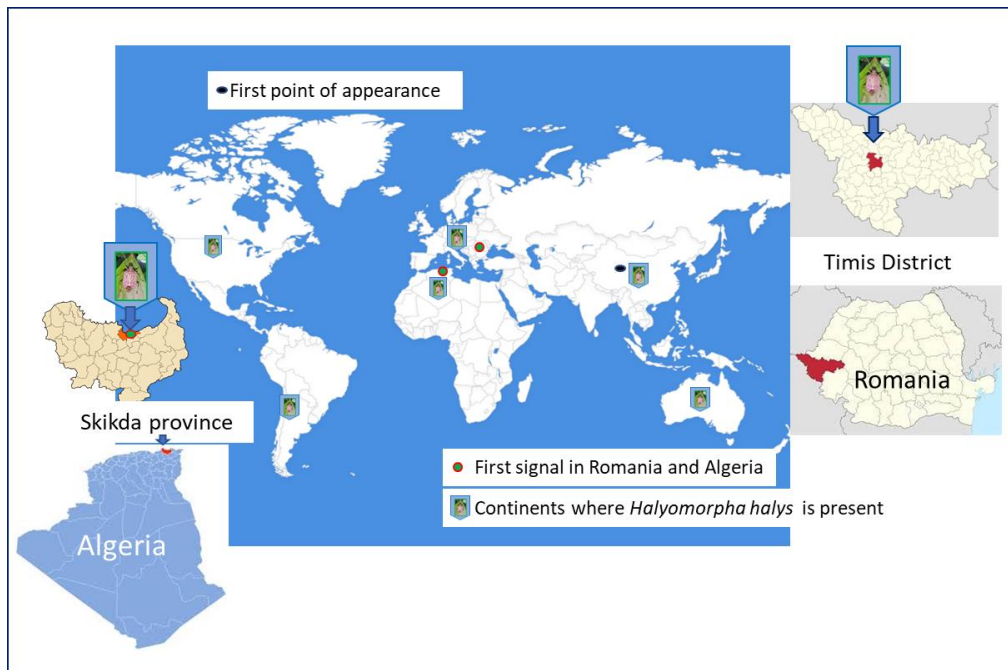 First point of appearance
Timis District
Romania
Skikda province
First signal in Romania and Algeria
Continents where Halyomorpha halys is present
Algeria